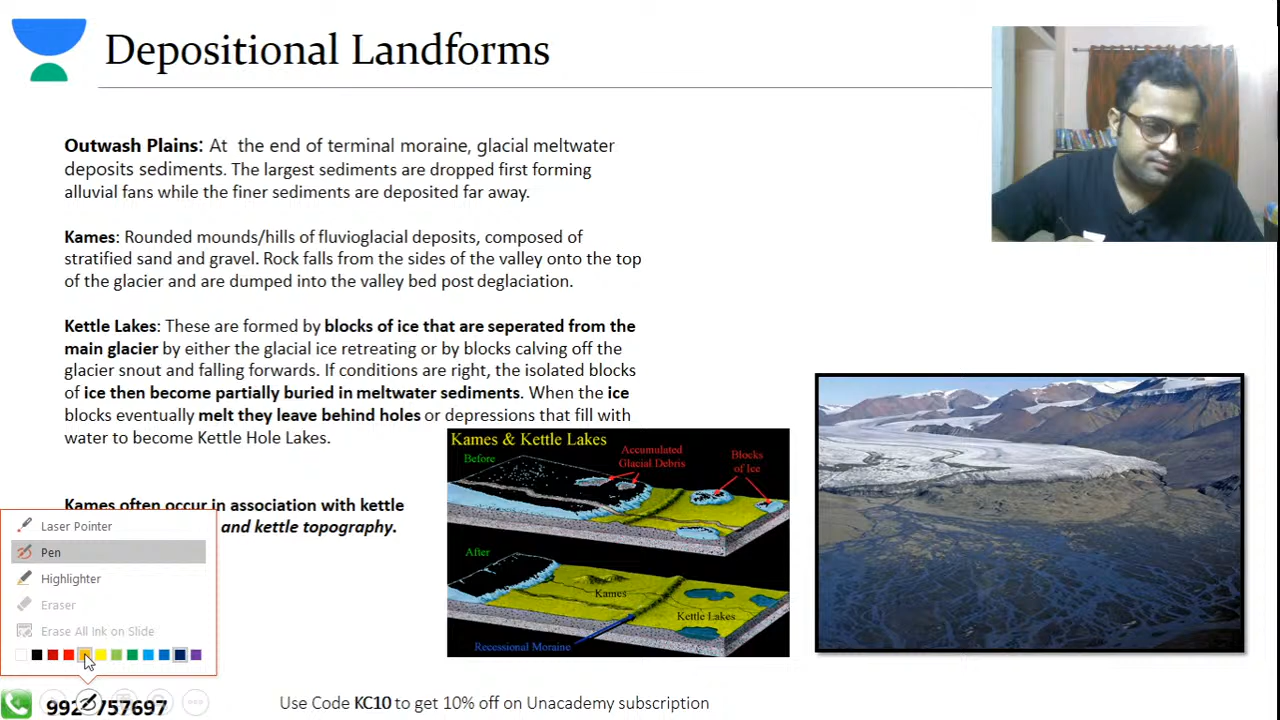 Depositional Landforms
Outwash Plains: At the end of terminal moraine, glacial meltwater
deposits sediments. The largest sediments are dropped first forming
alluvial fans while the finer sediments are deposited far away.
Kames: Rounded mounds/hills of fluvioglacial deposits, composed of
stratified sand and gravel. Rock falls from the sides of the valley onto the top
of the glacier and are dumped into the valley bed post deglaciation.
Kettle Lakes: These are formed by blocks of ice that are seperated from the
main glacier by either the glacial ice retreating or by blocks calving off the
glacier snout and falling forwards. If conditions are right, the isolated blocks
of ice then become partially buried in meltwater sediments. When the ice
blocks eventually melt they leave behind holes or depressions that fill with
water to become Kettle Hole Lakes.
Kames often occur in association with kettle
and kettle topography.
Kames & Kettle Lakes
Before
Accumulated
Glacial Debris
Blocks
of Ice
After
Kames
Kettle Lakes
Recessional Moraine
Laser Pointer
Pen
Highlighter
Eraser
Erase All Ink on Slide
757697
Use Code KC10 to get 10% off on Unacademy subscription